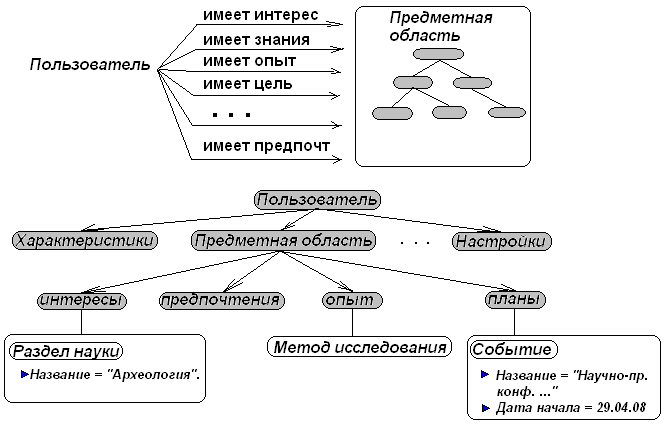 имеет интерес
Предметная
область
имеет знания
имеет опыт
Пользователь
имеет цель
. . .
имеет предпочт
Пользователь
Характеристики
Предметная область
. . .
Настройки
интересы
предпочтения
опыт
планы
Раздел науки
Название = "Археология".
Метод исследования
Событие
Название = "Научно-пр.
конф. ..."
Дата начала = 29.04.08